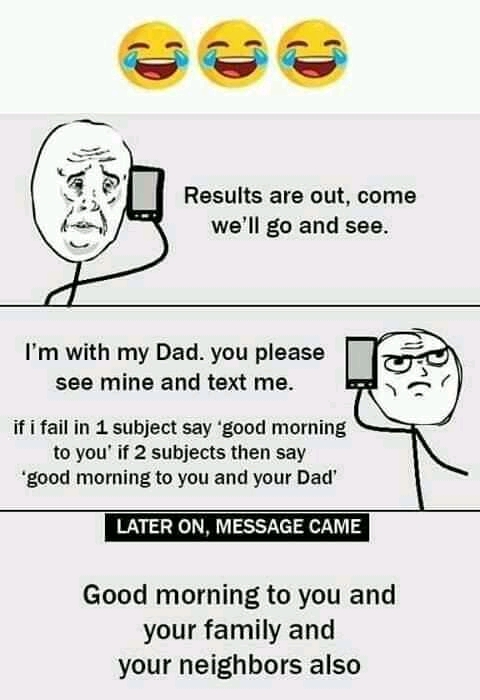 Results are out, come
we'll go and see.
I'm with my Dad. you please
see mine and text me.
if i fail in 1 subject say 'good morning
to you' if 2 subjects then say
'good morning to you and your Dad'
LATER ON, MESSAGE CAME
Good morning to you and
your family and
your neighbors also